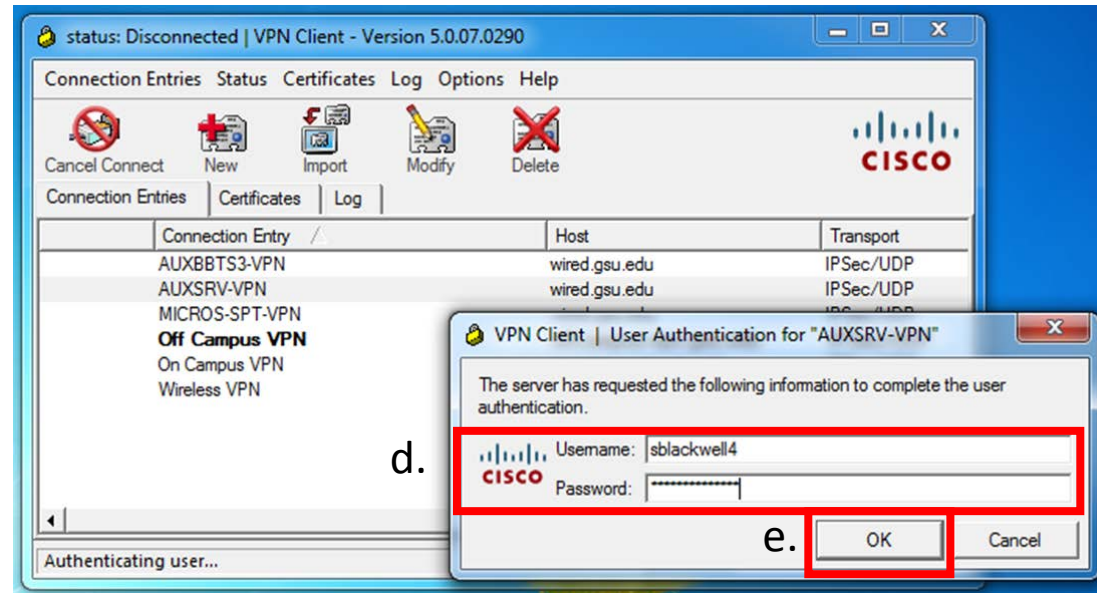 status: Disconnected | VPN Client - Version 5.0.07.0290
Connection Entries Status Certificates Log Options Help
Cancel Connect New Import Modify Delete
CISCO
Connection Entries Certificates Log
Connection Entry Host Transport
AUXBBTS3-VPN wired.gsu.edu IPSec/UDP
AUXSRV-VPN wired.gsu.edu IPSec/UDP
MICROS-SPT-VPN
Off Campus VPN
On Campus VPN
Wireless VPN
VPN Client | User Authentication for "AUXSRV-VPN"
The server has requested the following information to complete the user
authentication.
d.
CISCO
Username: sblackwell4
Password: **************
e.
OK Cancel
Authenticating user...